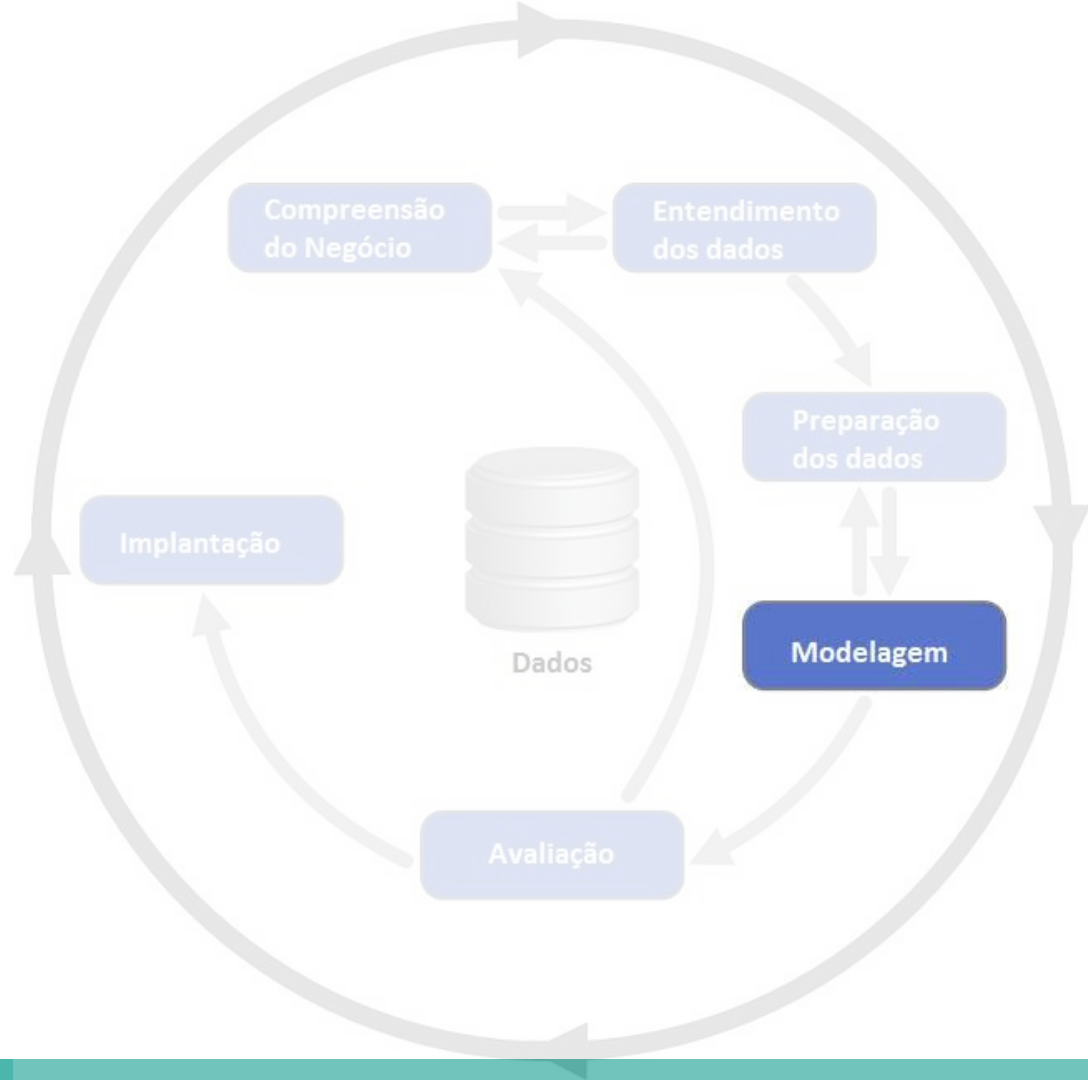 Compreensão
do Negócio
Entendimento
dos dados
Preparação
dos dados
Implantação
Dados
Modelagem
Avaliação